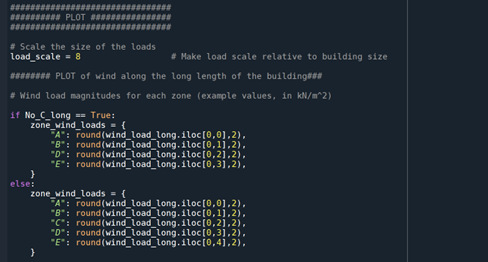 ################################
########## PLOT ################
################################
# Scale the size of the loads
load_scale = 8 # Make load scale relative to building size
######## PLOT of wind along the long length of the building###
# Wind load magnitudes for each zone (example values, in kN/m^2)
if No_C_long == True:
zone_wind_loads = {
"A": round(wind_load_long.iloc[0,0],2),
"B": round(wind_load_long.iloc[0,1],2),
"D": round(wind_load_long.iloc[0,2],2),
"E": round(wind_load_long.iloc[0,3],2),
}
else:
zone_wind_loads = {
"A": round(wind_load_long.iloc[0,0],2),
"B": round(wind_load_long.iloc[0,1],2),
"C": round(wind_load_long.iloc[0,2],2),
"D": round(wind_load_long.iloc[0,3],2),
"E": round(wind_load_long.iloc[0,4],2),
}